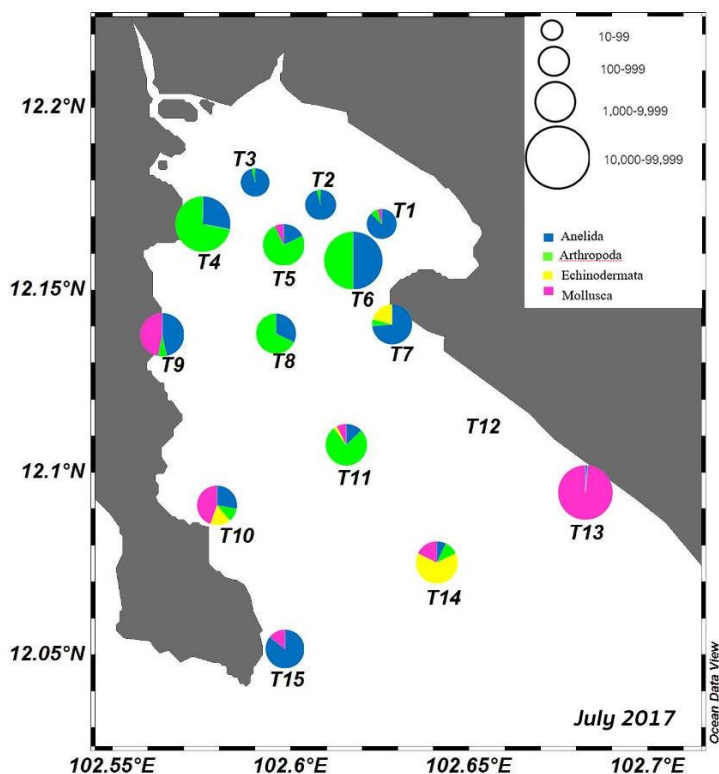 10-99
100-999
1,000-9,999
10,000-99,999
Anelida
Arthropoda
Echinodermata
Mollusca
12.2°N
12.15°N
12.1°N
12.05°N
T3
T2
T1
T4
T5
T6
T7
T8
T9
T12
T11
T10
T13
T14
T15
July 2017
Ocean Data View
102.55°E
102.6°E
102.65°E
102.7°E